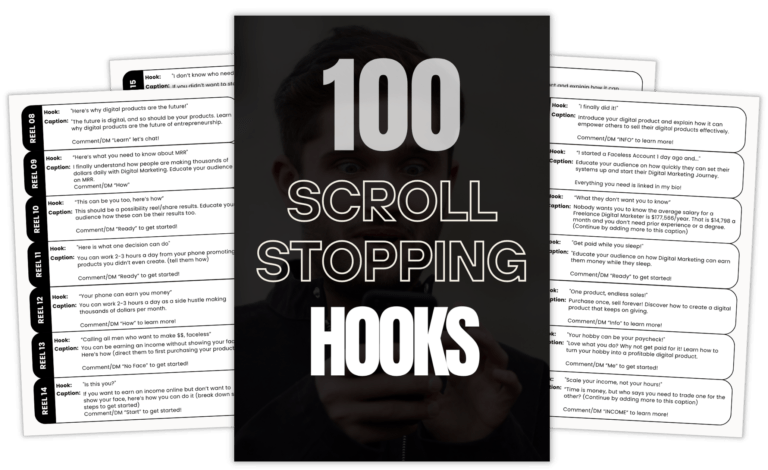 100
SCROLL
STOPPING
HOOKS
15
Hook: "I don't know who need
If you didn't want to
REEL 08
Hook: "Here's why digital products are the future!"
Caption: "The future is digital, and so should be your products. Learn
why digital products are the future of entrepreneurship.
Comment/DM "Learn" let's chat!
REEL 09
Hook: "Here's what you need to know about MRR"
Caption: I finally understand how people are making thousands of
dollars daily with Digital Marketing. Educate your audience
on MRR.
Comment/DM "How"
REEL 10
Hook: "This can be you too, here's how"
Caption: This should be a possibility reel/share results. Educate you
audience how these can be their results too.
Comment/DM "Ready" to get started!
REEL 11
Hook: "Here is what one decision can do"
Caption: You can work 2-3 hours a day from your phone promoting
products you didn't even create. (tell them how)
Comment/DM "Ready" to get started!
REEL 12
Hook: "Your phone can earn you money"
Caption: You can work 2-3 hours a day as a side hustle making
thousands of dollars per month.
Comment/DM "How" to learn more!
REEL 13
Hook: "Calling all men who want to make $$, faceless"
Caption: You can be earning an income without showing your fac
Here's how (direct them to first purchasing your product
Comment/DM "No Face" to get started!
REEL 14
Hook: "Is this you?"
Caption: If you want to earn an income online but don't want to
show your face, here's how you can do it (break down s
steps to get started)
Comment/DM "Start" to get started!
ct and explain how it can
Hook: "I finally did it!"
Caption: Introduce your digital product and explain how it can
empower others to sell their digital products effectively.
Comment/DM "INFO" to learn more!
Hook: "I started a Faceless Account 1 day ago and..."
Caption: Educate your audience on how quickly they can set their
systems up and start their Digital Marketing Journey.
Everything you need is linked in my bio!
Hook: "What they don't want you to know"
Caption: Nobody wants you to know the average salary for a
Freelance Digital Marketer is $177,566/year. That is $14,798 a
month and you don't need prior experience or a degree.
(Continue by adding more to this caption)
Hook: "Get paid while you sleep!"
Caption: "Educate your audience on how Digital Marketing can earn
them money while they sleep.
Comment/DM "Ready" to get started!
Hook: "One product, endless sales!"
Caption: Purchase once, sell forever! Discover how to create a digital
product that keeps on giving.
Comment/DM "Info" to learn more!
Hook: "Your hobby can be your paycheck!"
Caption: "Love what you do? Why not get paid for it! Learn how to
turn your hobby into a profitable digital product.
Comment/DM "Me" to get started!
Hook: "Scale your income, not your hours!"
Caption: "Time is money, but who says you need to trade one for the
other? (Continue by adding more to this caption)
Comment/DM "INCOME" to learn more!